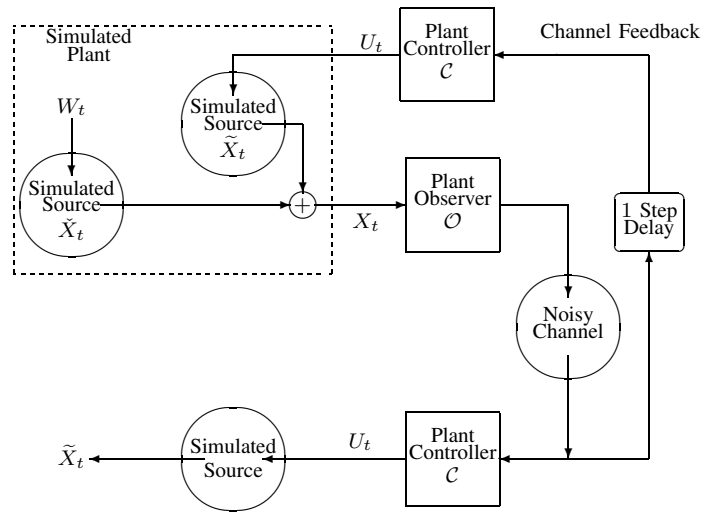 Simulated
Plant
W_t
Simulated
Source
X̌_t
Simulated
Source
X̃_t
U_t
Plant
Controller
𝒞
Channel Feedback
+
X_t
Plant
Observer
𝒪
1 Step
Delay
Noisy
Channel
X̃_t
Simulated
Source
U_t
Plant
Controller
𝒞